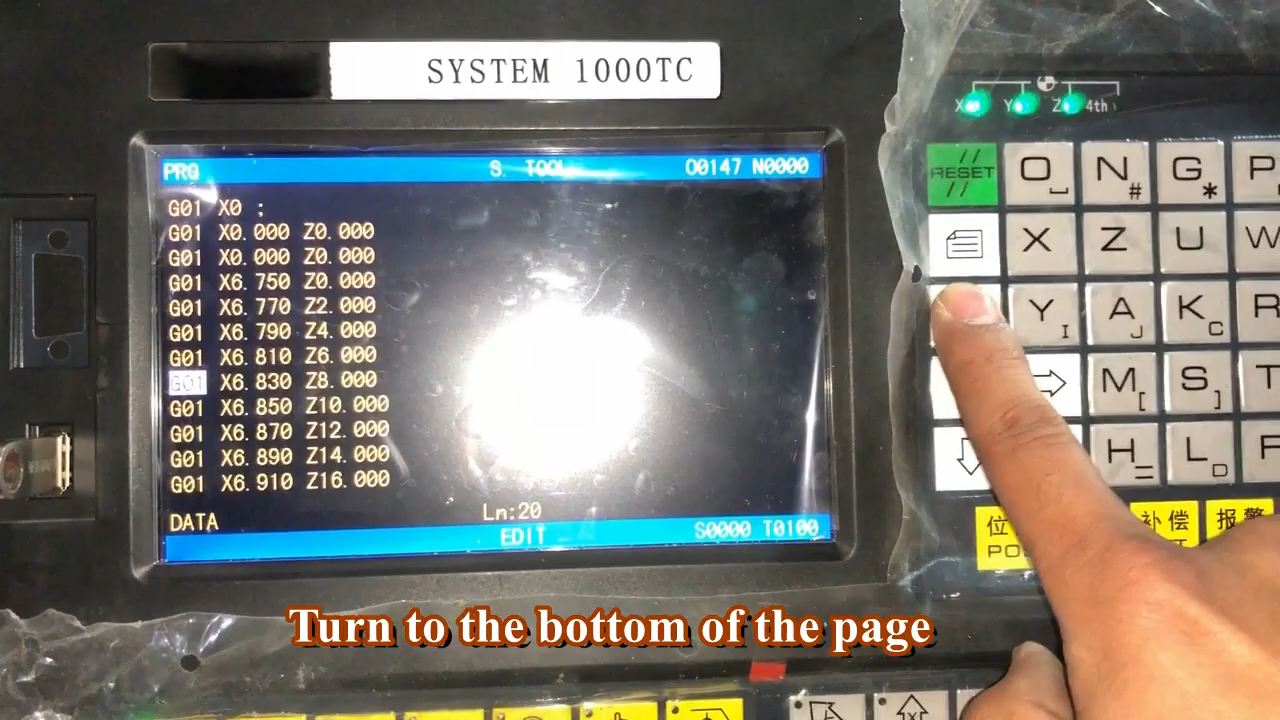 SYSTEM 1000TC
X Y Z 4th
PRG S. TOOL O0147 N0000
G01 X0 ;
G01 X0.000 Z0.000
G01 X0.000 Z0.000
G01 X6.750 Z0.000
G01 X6.770 Z2.000
G01 X6.790 Z4.000
G01 X6.810 Z6.000
G01 X6.830 Z8.000
G01 X6.850 Z10.000
G01 X6.870 Z12.000
G01 X6.890 Z14.000
G01 X6.910 Z16.000
Ln:20
DATA
EDIT S0000 T0100
// RESET // O N # G * P
X Z U W
Y I A J K C R
M [ S ] T
H = L D F
位 补偿 报警
Turn to the bottom of the page